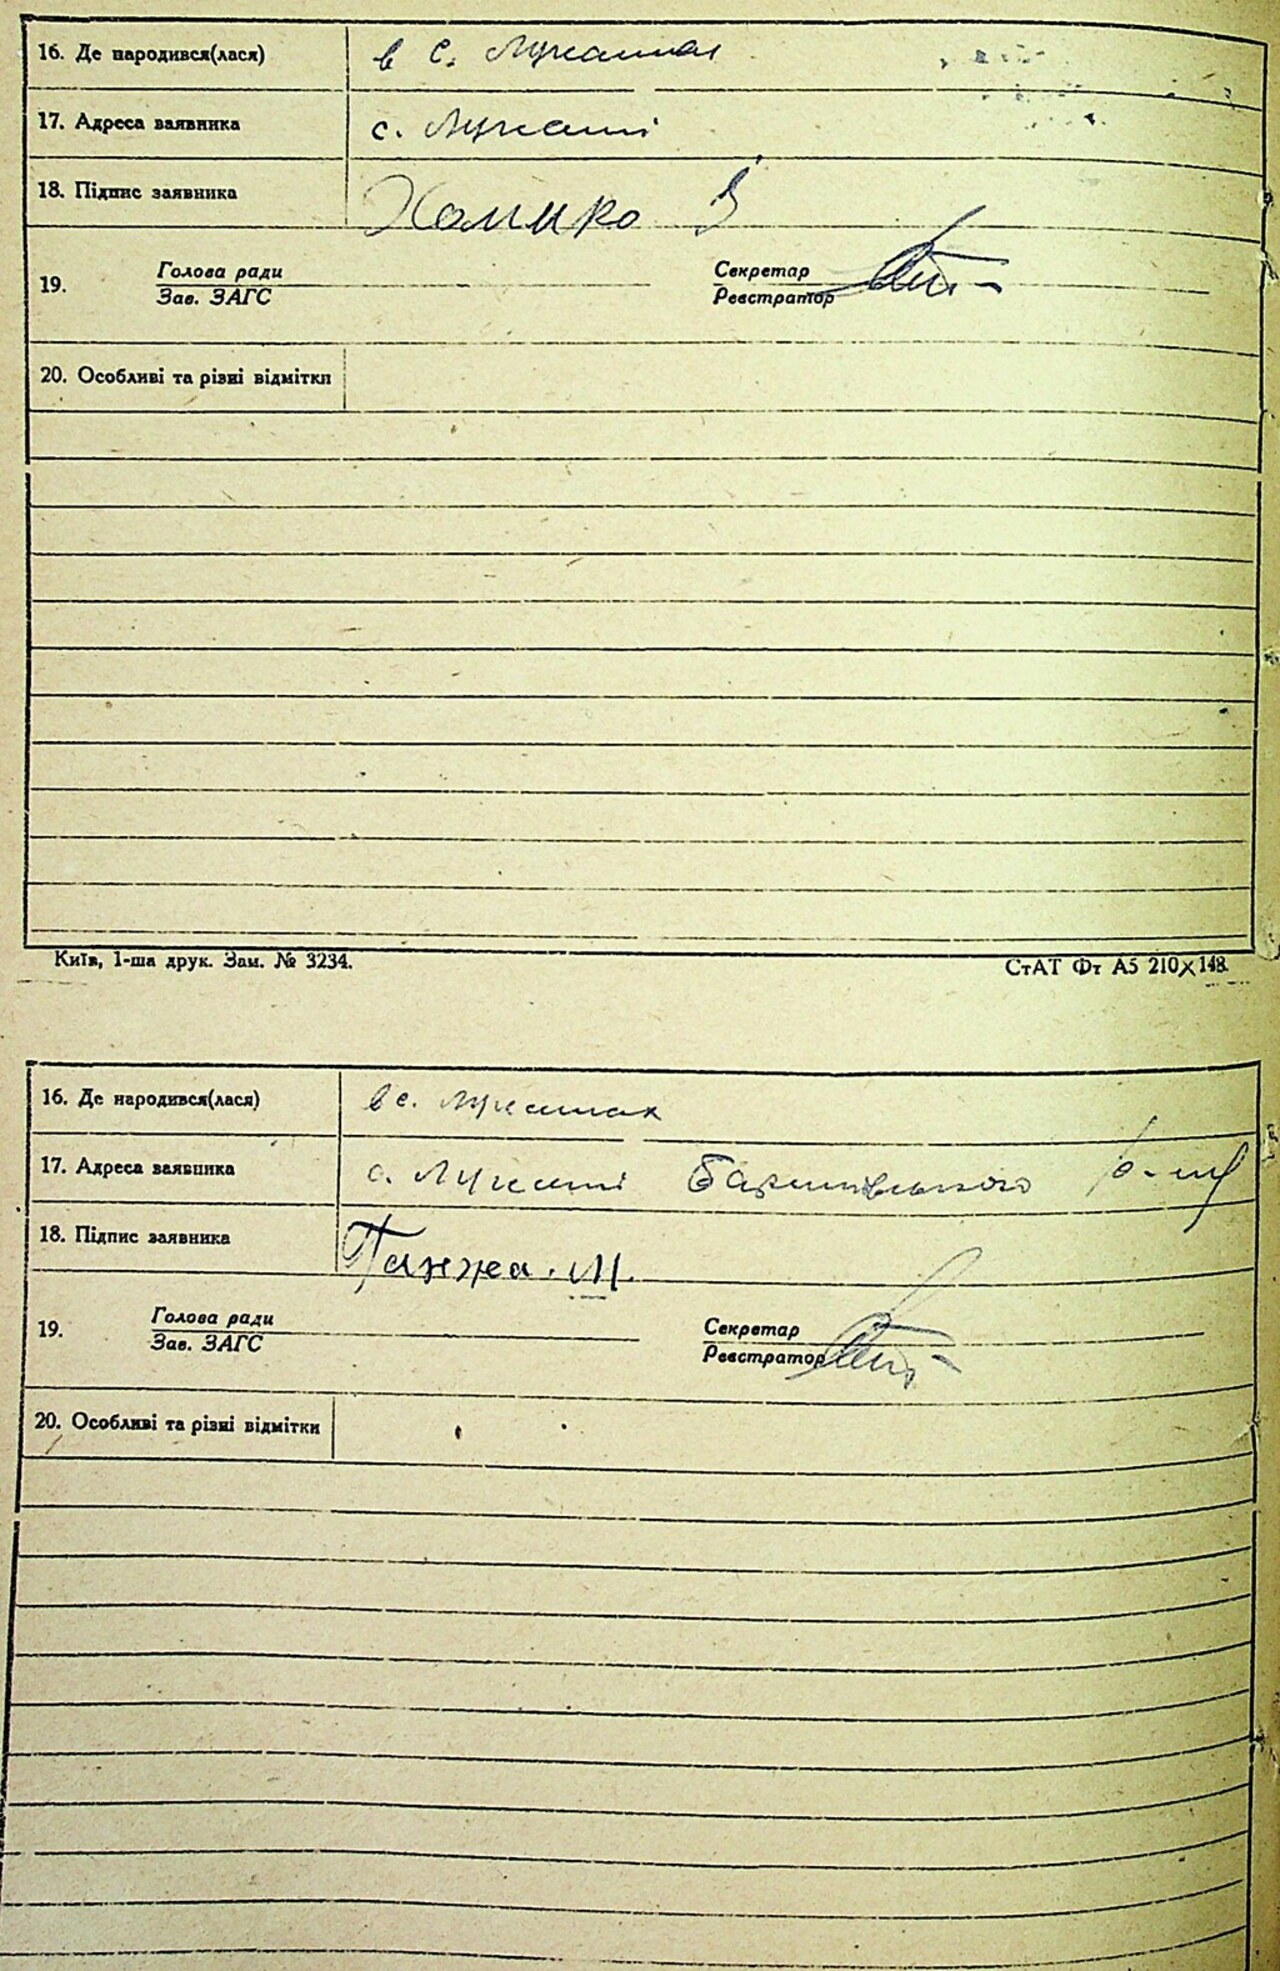 16. Де народився(лася) в с. Лукашах
17. Адреса заявника с. Лукаші
18. Підпис заявника Хомико
19. Голова ради Секретар
Зав. ЗАГС Реєстратор
20. Особливі та різні відмітки
Київ, 1-ша друк. Зам. № 3234. СтАТ Фт А5 210X148
16. Де народився(лася) в с. Лукашах
17. Адреса заявника с. Лукаші Баришівського р-ну
18. Підпис заявника Ганжа. М.
19. Голова ради Секретар
Зав. ЗАГС Реєстратор
20. Особливі та різні відмітки